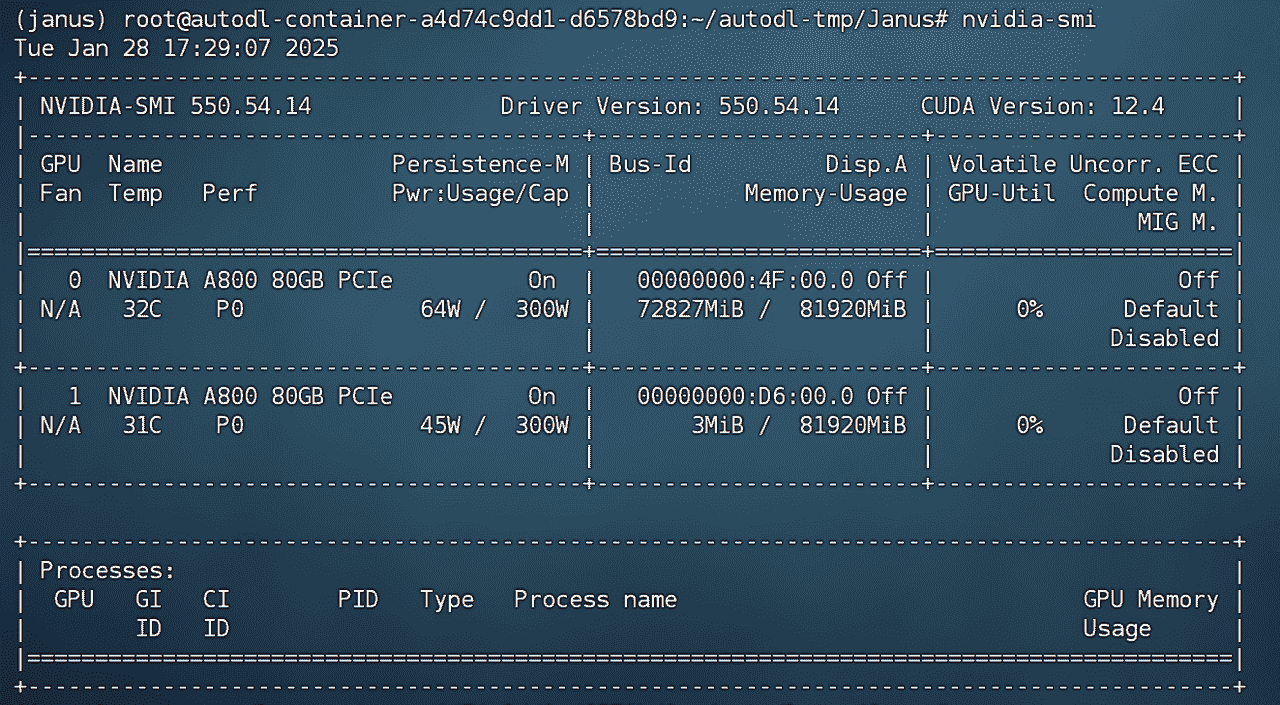 (janus) root@autodl-container-a4d74c9dd1-d6578bd9:~/autodl-tmp/Janus# nvidia-smi
Tue Jan 28 17:29:07 2025
+-----------------------------------------------------------------------------------------+
| NVIDIA-SMI 550.54.14              Driver Version: 550.54.14      CUDA Version: 12.4     |
|-----------------------------------------+------------------------+----------------------+
| GPU  Name                 Persistence-M | Bus-Id          Disp.A | Volatile Uncorr. ECC |
| Fan  Temp   Perf          Pwr:Usage/Cap |           Memory-Usage | GPU-Util  Compute M. |
|                                         |                        |               MIG M. |
|=========================================+========================+======================|
|   0  NVIDIA A800 80GB PCIe          On  |   00000000:4F:00.0 Off |                  Off |
| N/A   32C    P0             64W /  300W |   72827MiB /  81920MiB |      0%      Default |
|                                         |                        |             Disabled |
+-----------------------------------------+------------------------+----------------------+
|   1  NVIDIA A800 80GB PCIe          On  |   00000000:D6:00.0 Off |                  Off |
| N/A   31C    P0             45W /  300W |       3MiB /  81920MiB |      0%      Default |
|                                         |                        |             Disabled |
+-----------------------------------------+------------------------+----------------------+

+-----------------------------------------------------------------------------------------+
| Processes:                                                                              |
|  GPU   GI   CI        PID   Type   Process name                              GPU Memory |
|        ID   ID                                                               Usage      |
|=========================================================================================|
+-----------------------------------------------------------------------------------------+